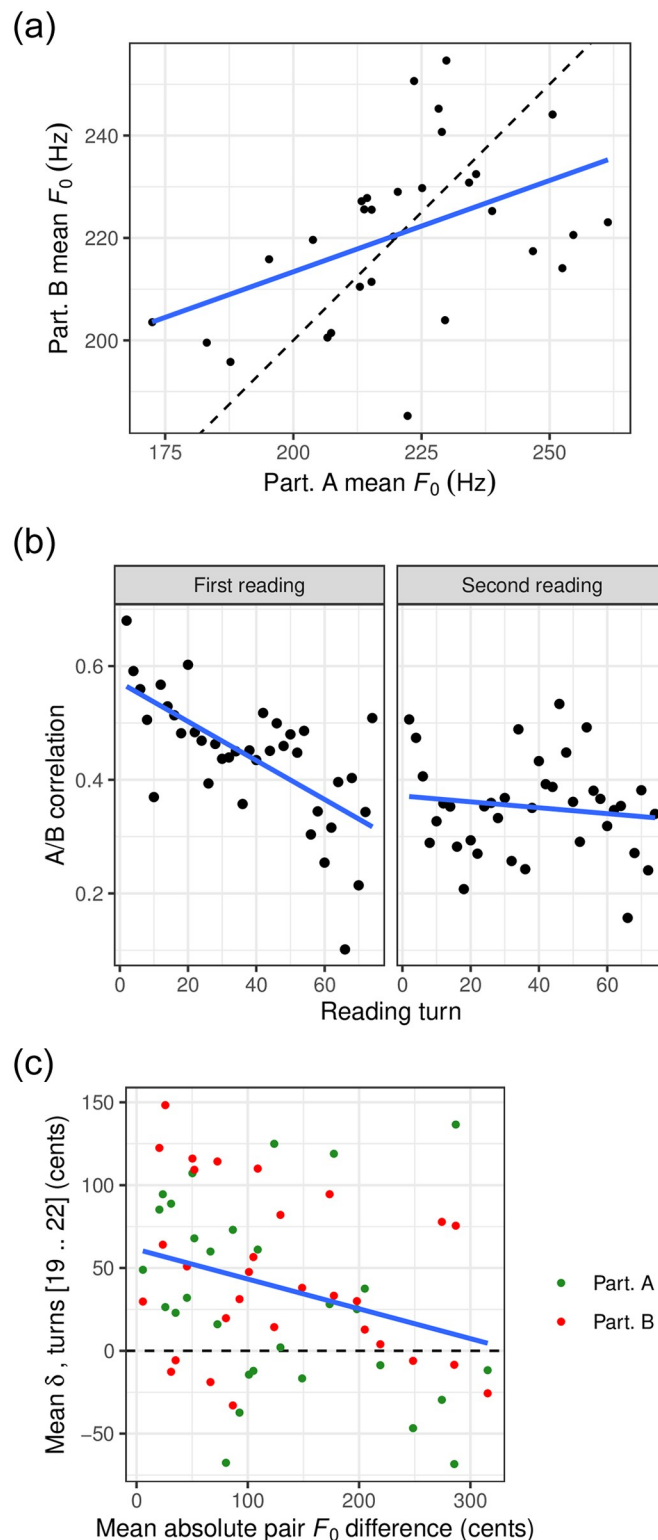 (a)
Part. B mean F₀ (Hz)
240
220
200
175 200 225 250
Part. A mean F₀ (Hz)
(b)
First reading Second reading
A/B correlation
0.6
0.4
0.2
0 20 40 60 0 20 40 60
Reading turn
(c)
Mean δ , turns [19 .. 22] (cents)
150
100
50
0
−50
0 100 200 300
Mean absolute pair F₀ difference (cents)
Part. A
Part. B